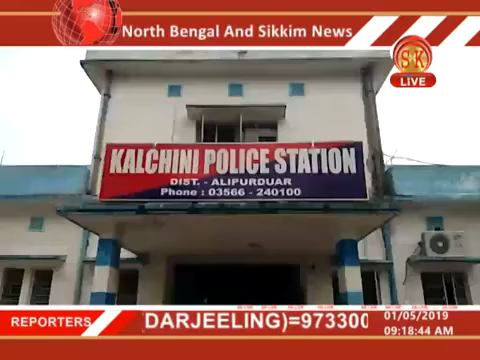 North Bengal And Sikkim News
SK
LIVE
KALCHINI POLICE STATION
DIST. - ALIPURDUAR
Phone : 03566 - 240100
REPORTERS
DARJEELING)=973300
01/05/2019
09:18:44 AM